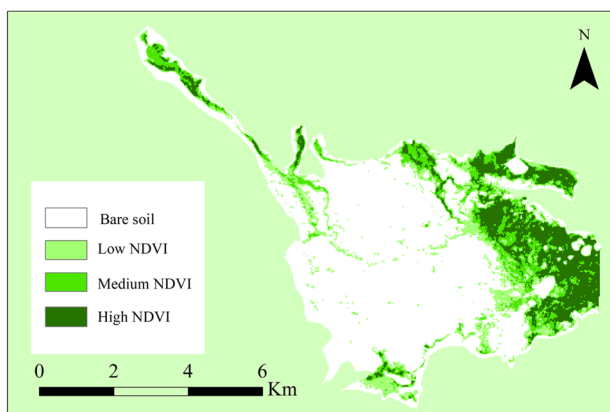 N
Bare soil
Low NDVI
Medium NDVI
High NDVI
0 2 4 6
Km